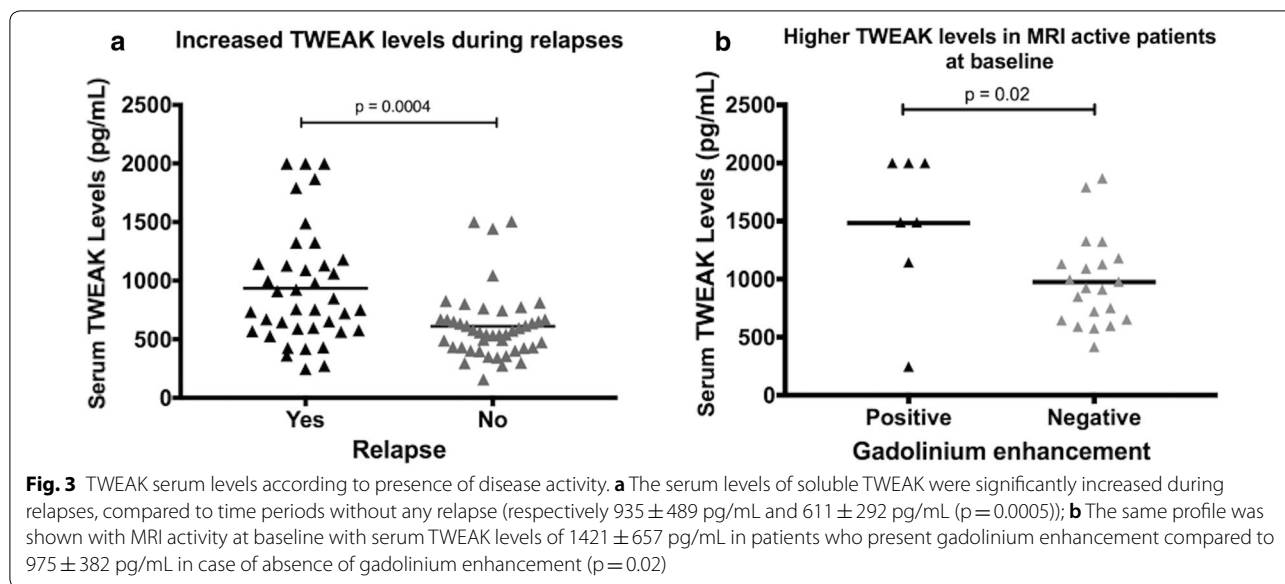 a
Increased TWEAK levels during relapses
p = 0.0004
Serum TWEAK Levels (pg/mL)
2500
2000
1500
1000
500
0
Yes
No
Relapse
b
Higher TWEAK levels in MRI active patients
at baseline
p = 0.02
Serum TWEAK Levels (pg/mL)
2500
2000
1500
1000
500
0
Positive
Negative
Gadolinium enhancement
Fig. 3 TWEAK serum levels according to presence of disease activity. a The serum levels of soluble TWEAK were significantly increased during
relapses, compared to time periods without any relapse (respectively 935 ± 489 pg/mL and 611 ± 292 pg/mL (p = 0.0005)); b The same profile was
shown with MRI activity at baseline with serum TWEAK levels of 1421 ± 657 pg/mL in patients who present gadolinium enhancement compared to
975 ± 382 pg/mL in case of absence of gadolinium enhancement (p = 0.02)